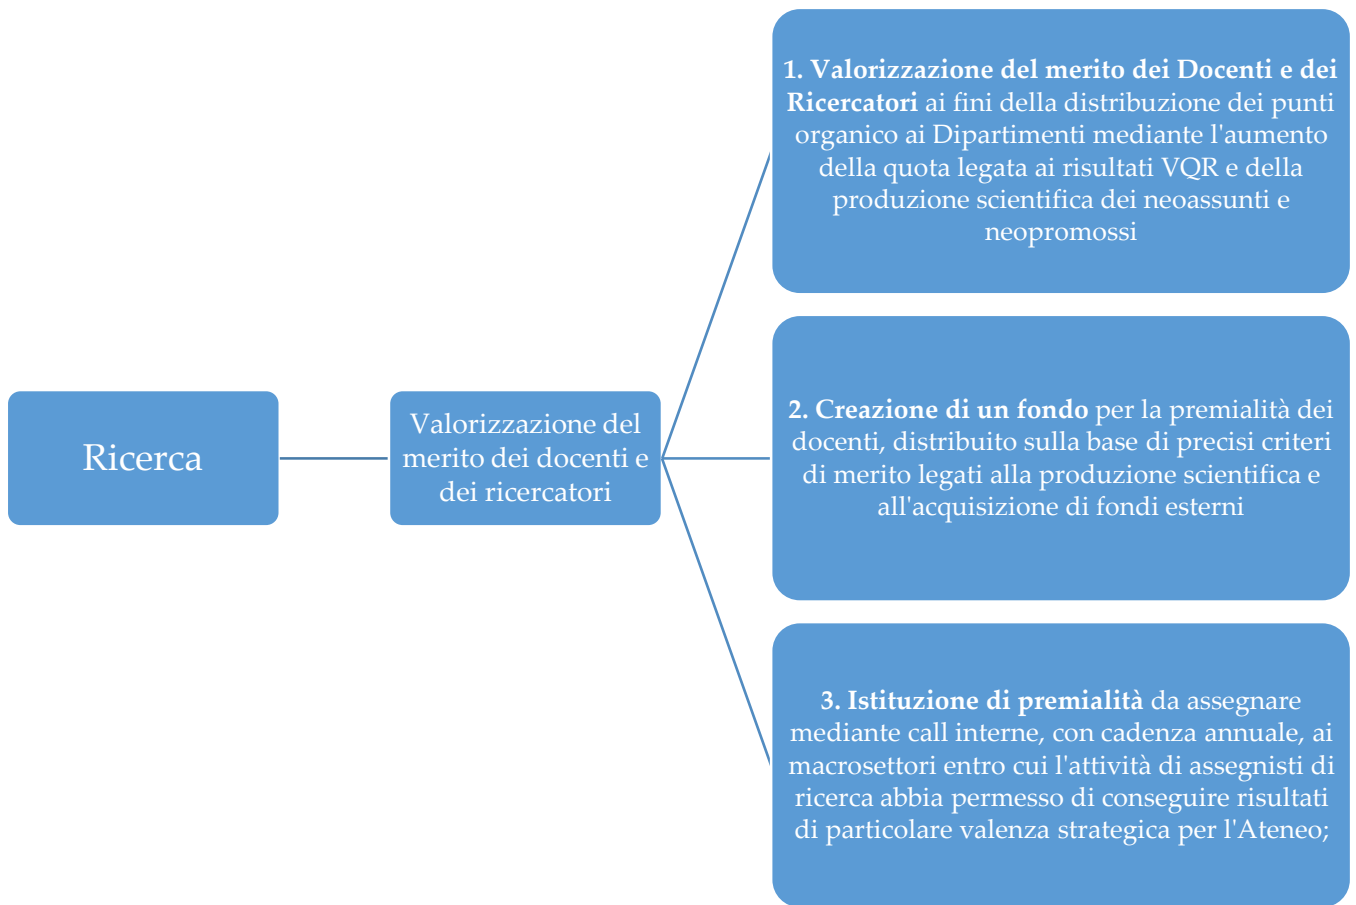 Ricerca
Valorizzazione del
merito dei docenti e
dei ricercatori
1. Valorizzazione del merito dei Docenti e dei
Ricercatori ai fini della distribuzione dei punti
organico ai Dipartimenti mediante l'aumento
della quota legata ai risultati VQR e della
produzione scientifica dei neoassunti e
neopromossi
2. Creazione di un fondo per la premialità dei
docenti, distribuito sulla base di precisi criteri
di merito legati alla produzione scientifica e
all'acquisizione di fondi esterni
3. Istituzione di premialità da assegnare
mediante call interne, con cadenza annuale, ai
macrosettori entro cui l'attività di assegnisti di
ricerca abbia permesso di conseguire risultati
di particolare valenza strategica per l'Ateneo;